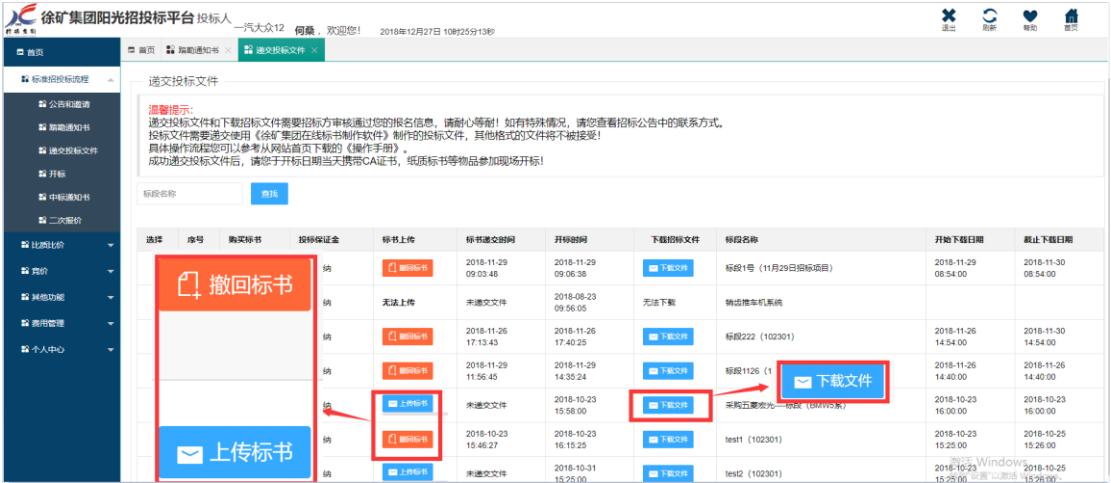 徐矿集团阳光招投标平台 投标人 一汽大众12 何燊，欢迎您! 2018年12月27日 10时25分13秒
退出 刷新 帮助 首页
首页
首页 踏勘通知书 × 递交投标文件 ×
标准招投标流程
公告和邀请
踏勘通知书
递交投标文件
开标
中标通知书
二次报价
比质比价
竞价
其他功能
费用管理
个人中心
递交投标文件
温馨提示:
递交投标文件和下载招标文件需要招标方审核通过您的报名信息，请耐心等耐！如有特殊情况，请您查看招标公告中的联系方式。
投标文件需要递交使用《徐矿集团在线标书制作软件》制作的投标文件，其他格式的文件将不被接受！
具体操作流程您可以参考从网站首页下载的《操作手册》。
成功递交投标文件后，请您于开标日期当天携带CA证书，纸质标书等物品参加现场开标！
标段名称 查找
选择 序号 购买标书 投标保证金 标书上传 标书递交时间 开标时间 下载招标文件 标段名称 开始下载日期 截止下载日期
纳 撤回标书 2018-11-29 09:03:48 2018-11-29 09:06:38 下载文件 标段1号（11月29日招标项目） 2018-11-29 08:54:00 2018-11-30 08:54:00
纳 无法上传 未递交文件 2018-08-23 09:56:05 无法下载 销齿推车机系统
纳 撤回标书 2018-11-26 17:13:43 2018-11-26 17:40:25 下载文件 标段222（102301） 2018-11-26 14:54:00 2018-11-30 14:54:00
纳 撤回标书 2018-11-29 11:56:45 2018-11-29 14:35:24 下载文件 标段1126（1 2018-11-26 14:40:00 2018-11-26 14:40:00
纳 上传标书 未递交文件 2018-10-23 15:58:00 下载文件 采购五菱宏光---标段（BMW5系） 2018-10-23 16:00:00 2018-10-23 16:00:00
纳 撤回标书 2018-10-23 15:46:27 2018-10-23 16:15:25 下载文件 test1（102301） 2018-10-23 15:25:00 2018-10-25 15:26:00
纳 上传标书 未递交文件 2018-10-31 15:25:00 下载文件 test2（102301） 2018-10-23 15:25:00 2018-10-25 15:26:00
撤回标书
上传标书
下载文件
激活 Windows